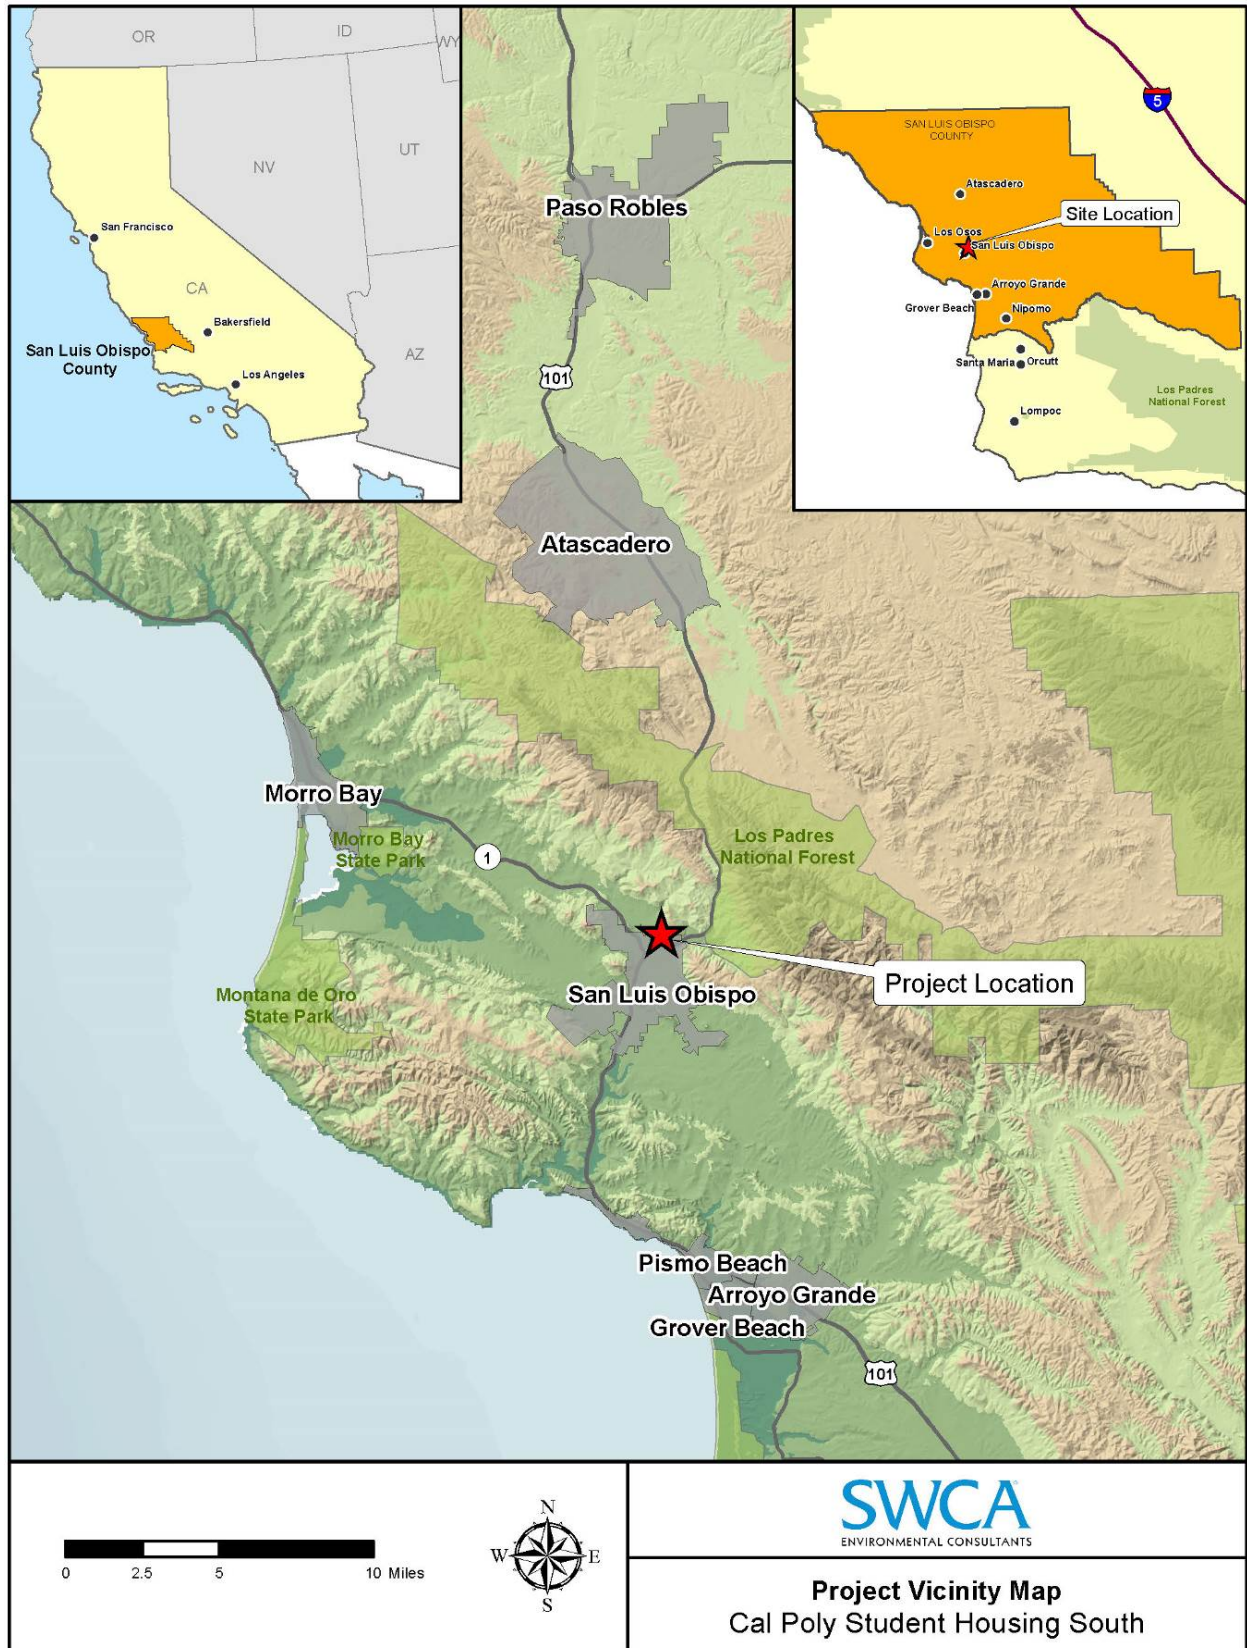 OR
ID
WY
NV
UT
San Francisco
CA
Bakersfield
San Luis Obispo
County
AZ
Los Angeles
5
SAN LUIS OBISPO
COUNTY
Atascadero
Site Location
Los Osos
San Luis Obispo
Arroyo Grande
Grover Beach
Nipomo
Santa Maria
Orcutt
Los Padres
National Forest
Lompoc
Paso Robles
101
Atascadero
Morro Bay
Morro Bay
State Park
1
Los Padres
National Forest
Project Location
San Luis Obispo
Montana de Oro
State Park
Pismo Beach
Arroyo Grande
Grover Beach
101
0 2.5 5 10 Miles
N
W E
S
SWCA
ENVIRONMENTAL CONSULTANTS
Project Vicinity Map
Cal Poly Student Housing South